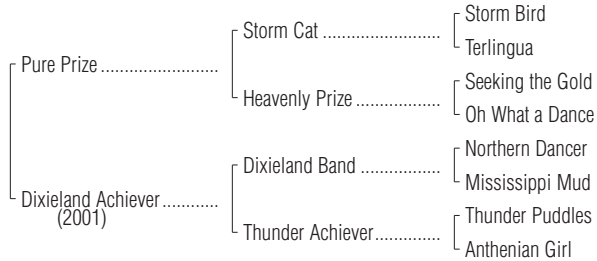 Storm Bird
Storm Cat ........................
Terlingua
Pure Prize ........................
Seeking the Gold
Heavenly Prize .................
Oh What a Dance
Northern Dancer
Dixieland Band ................
Mississippi Mud
Dixieland Achiever............
(2001)
Thunder Puddles
Thunder Achiever.............
Anthenian Girl